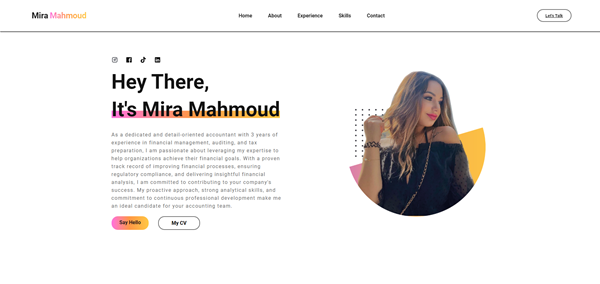 Mira Mahmoud
Home
About
Experience
Skills
Contact
Let's Talk
Hey There,
It's Mira Mahmoud
As a dedicated and detail-oriented accountant with 3 years of
experience in financial management, auditing, and tax
preparation, I am passionate about leveraging my expertise to
help organizations achieve their financial goals. With a proven
track record of improving financial processes, ensuring
regulatory compliance, and delivering insightful financial
analysis, I am committed to contributing to your company's
success. My proactive approach, strong analytical skills, and
commitment to continuous professional development make me
an ideal candidate for your accounting team.
Say Hello
My CV